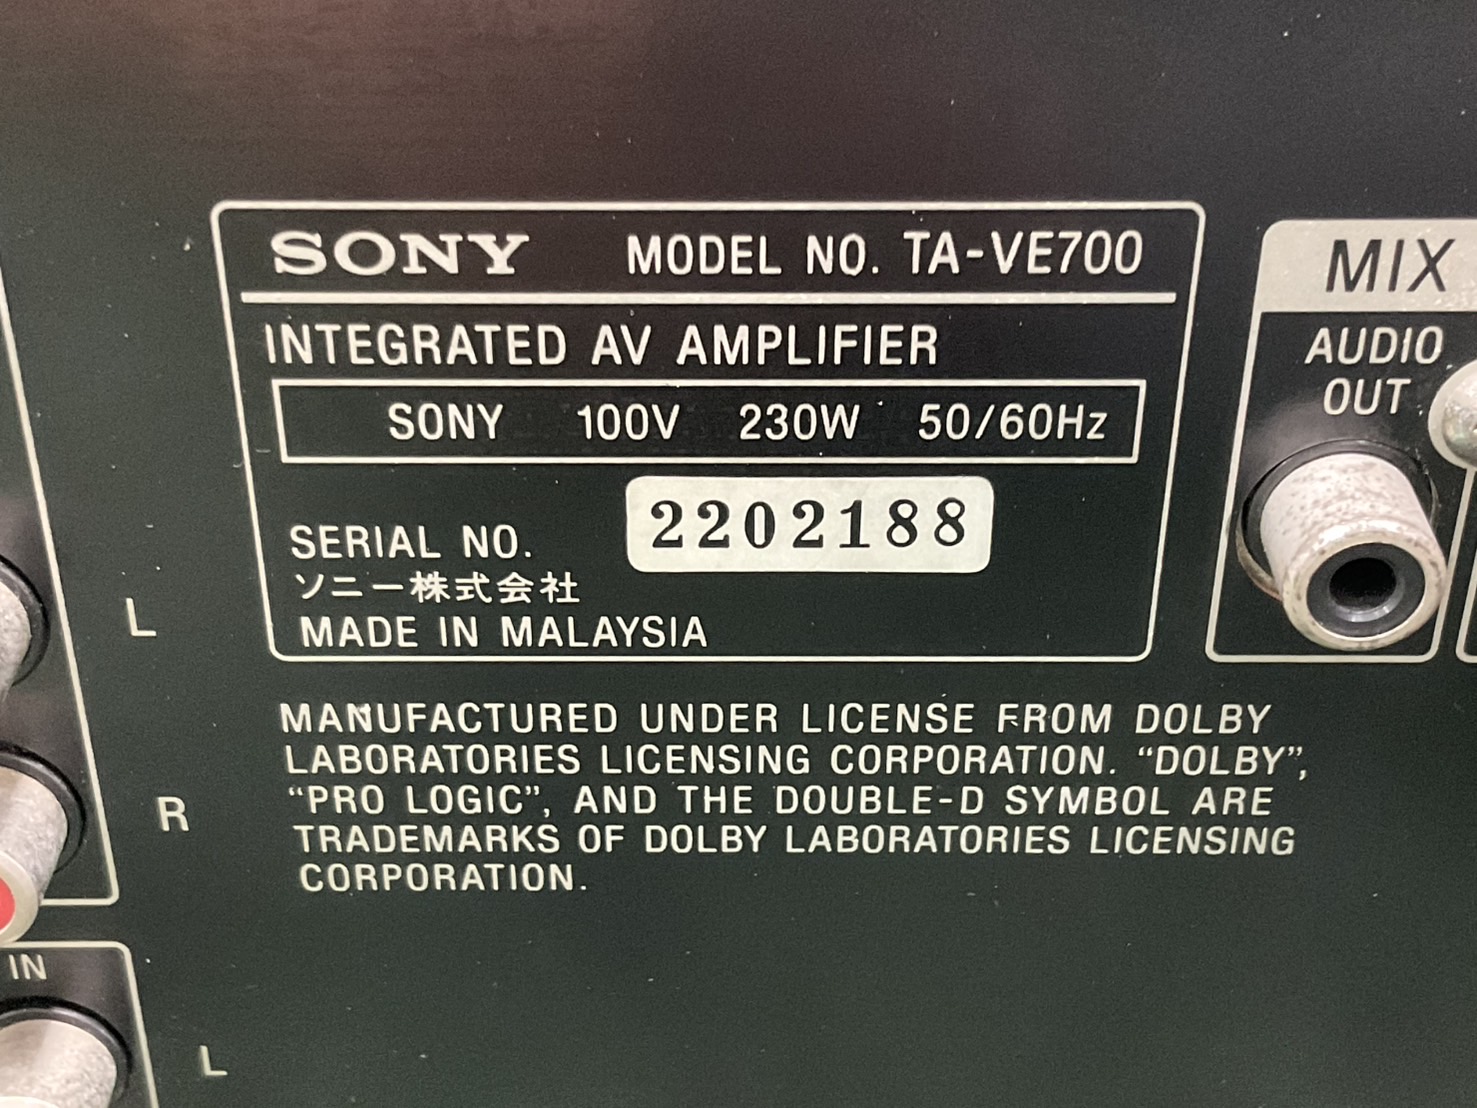 SONY MODEL NO. TA-VE700
INTEGRATED AV AMPLIFIER
SONY 100V 230W 50/60Hz
SERIAL NO. 2202188
ソニー株式会社
MADE IN MALAYSIA
MANUFACTURED UNDER LICENSE FROM DOLBY
LABORATORIES LICENSING CORPORATION. “DOLBY”,
“PRO LOGIC”, AND THE DOUBLE-D SYMBOL ARE
TRADEMARKS OF DOLBY LABORATORIES LICENSING
CORPORATION.
MIX
AUDIO
OUT
L
R
IN
L